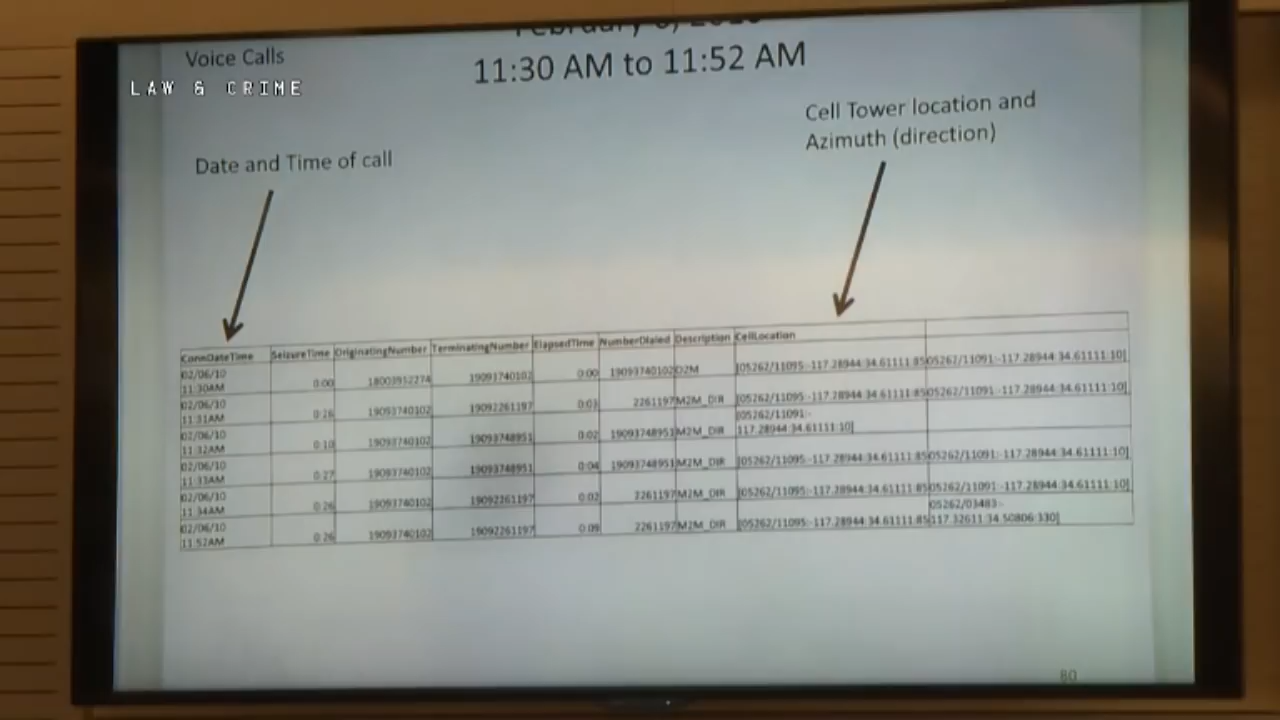 Voice Calls
11:30 AM to 11:52 AM
LAW & CRIME
Cell Tower location and
Azimuth (direction)
Date and Time of call
ConnDateTime SeizureTime OriginatingNumber TerminatingNumber ElapsedTime NumberDialed Description CellLocation
02/06/10
11:30AM 0:00 18003912274 19093740102 0:00 19093740102 [05262/11095:-117.28944:34.61111:85 05262/11091:-117.28944:34.61111:10]
02/06/10
11:31AM 0:26 19093740102 19092261197 0:03 2261197 M2M_DIR [05262/11095:-117.28944:34.61111:85 05262/11091:-117.28944:34.61111:10]
02/06/10
11:32AM 0:10 19093740102 19093748951 0:02 19093748951 M2M_DIR [05262/11091:-
117.28944:34.61111:10]
02/06/10
11:33AM 0:27 19093740102 19093748951 0:04 19093748951 M2M_DIR [05262/11095:-117.28944:34.61111:85 05262/11091:-117.28944:34.61111:10]
02/06/10
11:34AM 0:26 19093740102 19092261197 0:02 2261197 M2M_DIR [05262/11095:-117.28944:34.61111:85 05262/11091:-117.28944:34.61111:10]
02/06/10
11:52AM 0:26 19093740102 19092261197 2261197 M2M_DIR [05262/11095:-117.28944:34.61111:85 05262/03483:-
117.32611:34.50806:330]
80